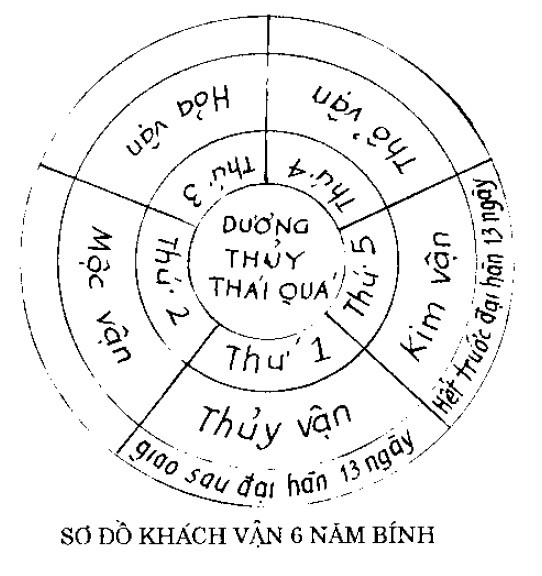 DƯƠNG
THỦY
THÁI QUÁ
Thứ 1
Thủy vận
giao sau đại hàn 13 ngày
Thứ 2
Mộc vận
Thứ 3
Hỏa vận
Thứ 4
Thổ vận
Thứ 5
Kim vận
Hết trước đại hàn 13 ngày
SƠ ĐỒ KHÁCH VẬN 6 NĂM BÍNH